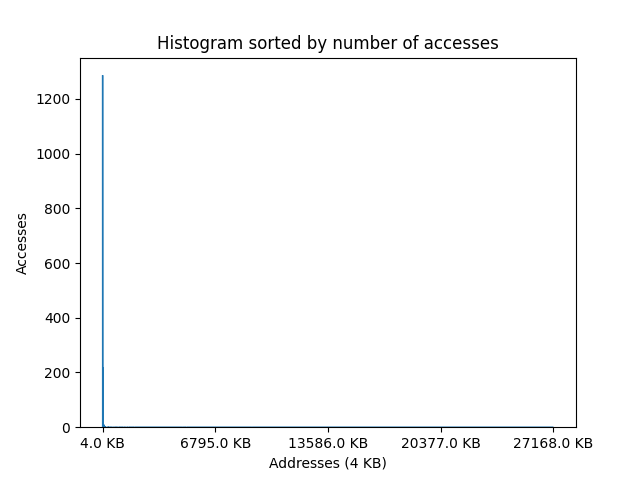 Histogram sorted by number of accesses
1200
1000
800
600
400
200
0
Accesses
4.0 KB 6795.0 KB 13586.0 KB 20377.0 KB 27168.0 KB
Addresses (4 KB)